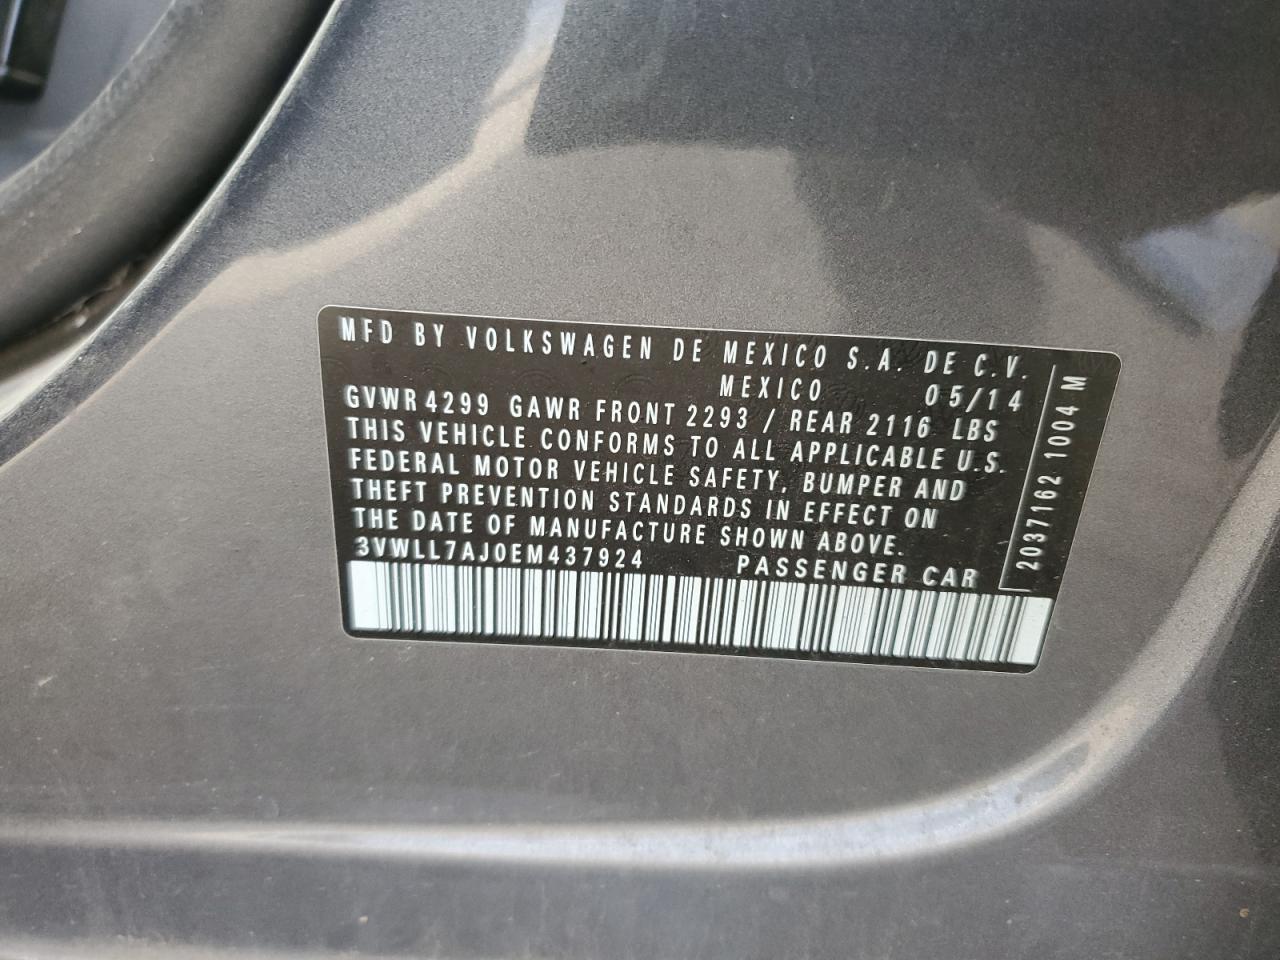 MFD BY VOLKSWAGEN DE MEXICO S.A. DE C.V.
MEXICO 05/14
GVWR 4299 GAWR FRONT 2293 / REAR 2116 LBS
THIS VEHICLE CONFORMS TO ALL APPLICABLE U.S.
FEDERAL MOTOR VEHICLE SAFETY, BUMPER AND
THEFT PREVENTION STANDARDS IN EFFECT ON
THE DATE OF MANUFACTURE SHOWN ABOVE.
3VWLL7AJ0EM437924 PASSENGER CAR
2037162 1004 M